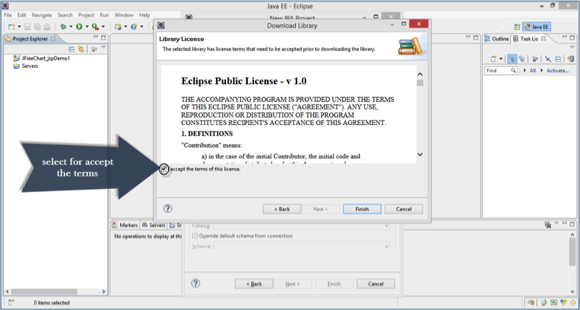 Java EE - Eclipse
File Edit Navigate Search Project Run Window Help
New JPA Project
Java EE
Project Explorer
JFreeChart_jspDemo1
Servers
Download Library
Library License
The selected library has license terms that need to be accepted prior to downloading the library.
Eclipse Public License - v 1.0
THE ACCOMPANYING PROGRAM IS PROVIDED UNDER THE TERMS
OF THIS ECLIPSE PUBLIC LICENSE ("AGREEMENT"). ANY USE,
REPRODUCTION OR DISTRIBUTION OF THE PROGRAM
CONSTITUTES RECIPIENT'S ACCEPTANCE OF THIS AGREEMENT.
1. DEFINITIONS
"Contribution" means:
a) in the case of the initial Contributor, the initial code and
select for accept
the terms
accept the terms of this license.
< Back Next > Finish Cancel
Outline Task Lis
Find All Activate...
Markers Servers
No operations to display at this
Catalog:
Override default schema from connection
Schema:
< Back Next > Finish Cancel
0 items selected